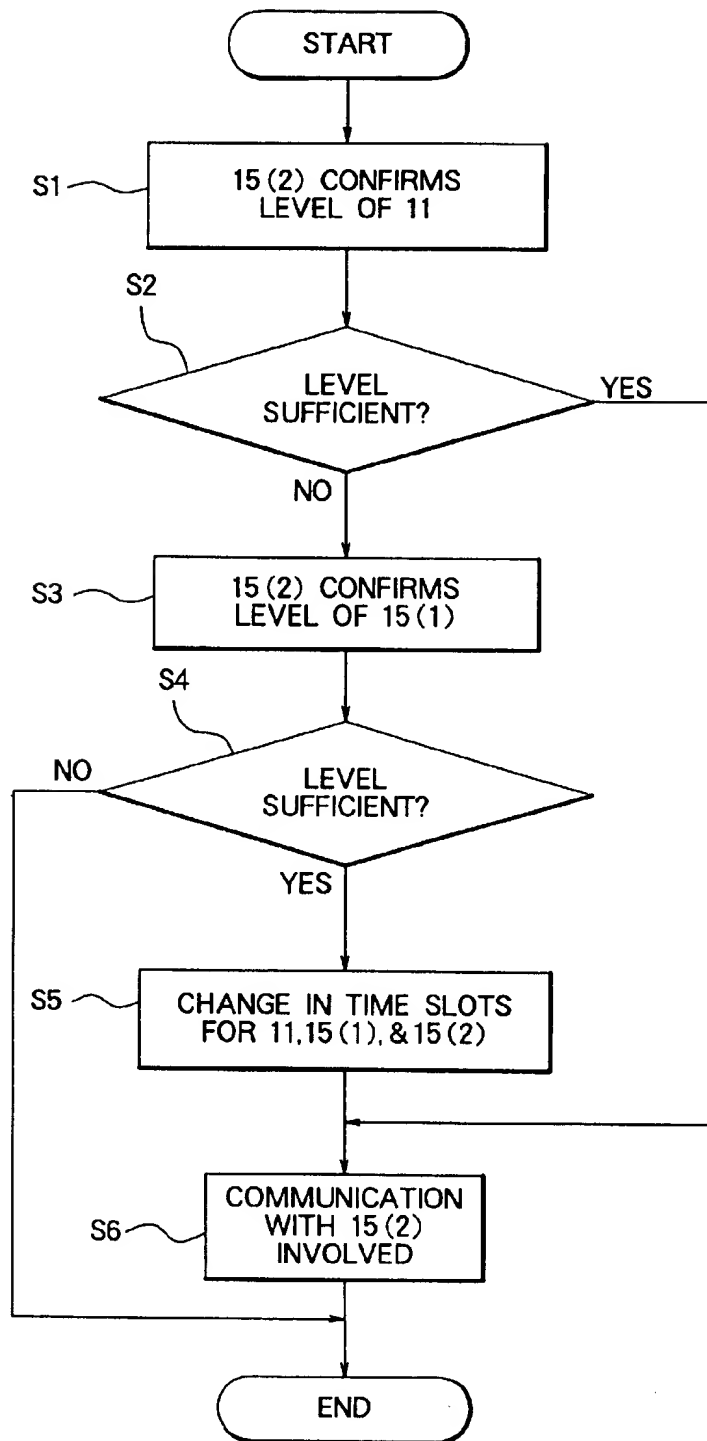 START
S1
15(2) CONFIRMS
LEVEL OF 11
S2
LEVEL
SUFFICIENT?
YES
NO
S3
15(2) CONFIRMS
LEVEL OF 15(1)
S4
NO
LEVEL
SUFFICIENT?
YES
S5
CHANGE IN TIME SLOTS
FOR 11,15(1),&15(2)
S6
COMMUNICATION
WITH 15(2)
INVOLVED
END